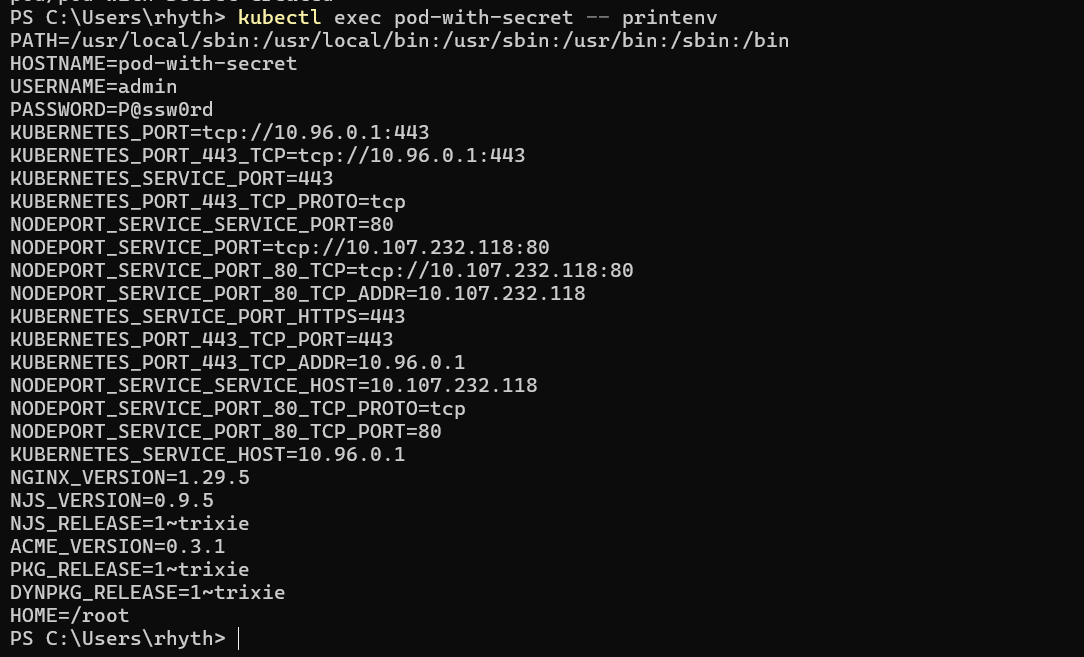 PS C:\Users\rhyth> kubectl exec pod-with-secret -- printenv
PATH=/usr/local/sbin:/usr/local/bin:/usr/sbin:/usr/bin:/sbin:/bin
HOSTNAME=pod-with-secret
USERNAME=admin
PASSWORD=P@ssw0rd
KUBERNETES_PORT=tcp://10.96.0.1:443
KUBERNETES_PORT_443_TCP=tcp://10.96.0.1:443
KUBERNETES_SERVICE_PORT=443
KUBERNETES_PORT_443_TCP_PROTO=tcp
NODEPORT_SERVICE_SERVICE_PORT=80
NODEPORT_SERVICE_PORT=tcp://10.107.232.118:80
NODEPORT_SERVICE_PORT_80_TCP=tcp://10.107.232.118:80
NODEPORT_SERVICE_PORT_80_TCP_ADDR=10.107.232.118
KUBERNETES_SERVICE_PORT_HTTPS=443
KUBERNETES_PORT_443_TCP_PORT=443
KUBERNETES_PORT_443_TCP_ADDR=10.96.0.1
NODEPORT_SERVICE_SERVICE_HOST=10.107.232.118
NODEPORT_SERVICE_PORT_80_TCP_PROTO=tcp
NODEPORT_SERVICE_PORT_80_TCP_PORT=80
KUBERNETES_SERVICE_HOST=10.96.0.1
NGINX_VERSION=1.29.5
NJS_VERSION=0.9.5
NJS_RELEASE=1~trixie
ACME_VERSION=0.3.1
PKG_RELEASE=1~trixie
DYNPKG_RELEASE=1~trixie
HOME=/root
PS C:\Users\rhyth>